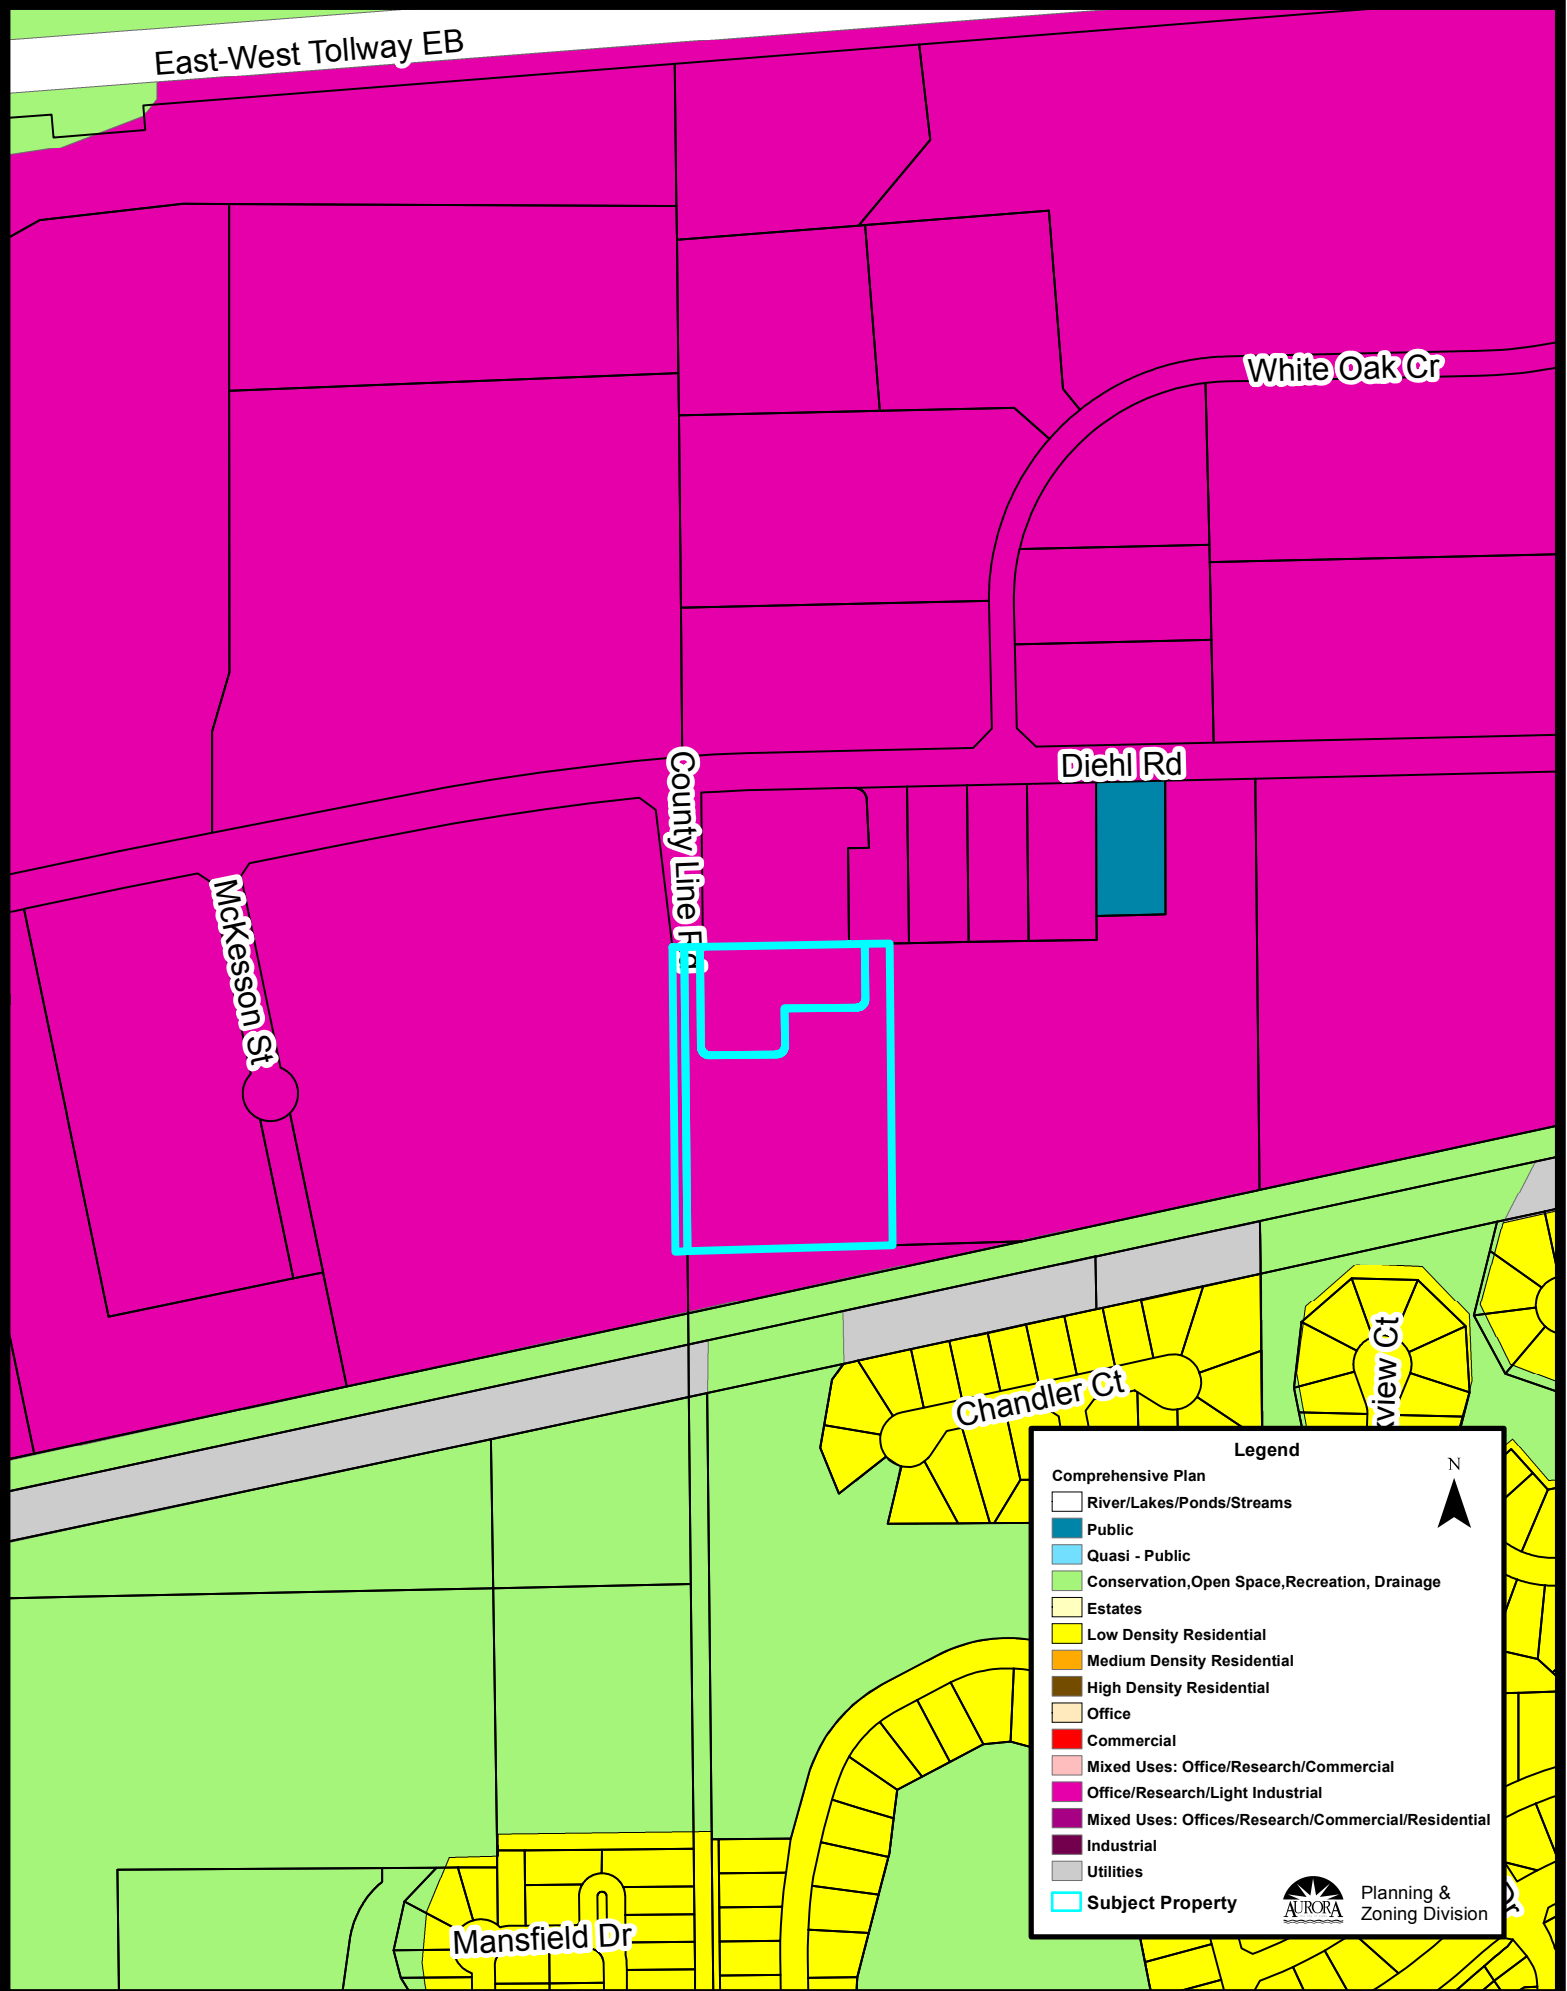 East-West Tollway EB
White Oak Cr
Diehl Rd
County Line Rd
McKesson St
Chandler Ct
kview Ct
Mansfield Dr
Dr
Legend
N
Comprehensive Plan
River/Lakes/Ponds/Streams
Public
Quasi - Public
Conservation,Open Space,Recreation, Drainage
Estates
Low Density Residential
Medium Density Residential
High Density Residential
Office
Commercial
Mixed Uses: Office/Research/Commercial
Office/Research/Light Industrial
Mixed Uses: Offices/Research/Commercial/Residential
Industrial
Utilities
Subject Property
AURORA
Planning &
Zoning Division